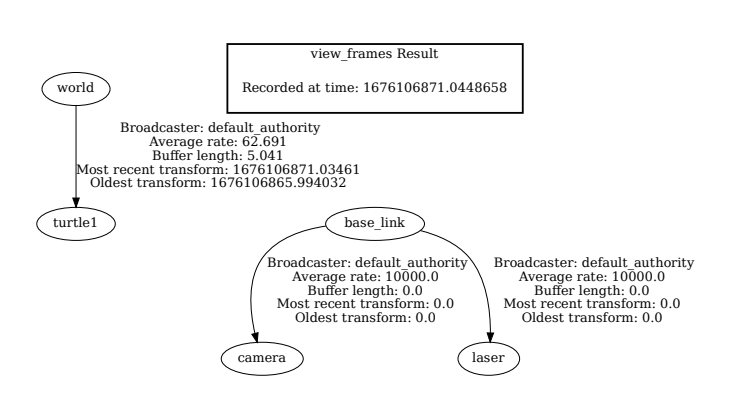 view_frames Result
Recorded at time: 1676106871.0448658
world
Broadcaster: default_authority
Average rate: 62.691
Buffer length: 5.041
Most recent transform: 1676106871.03461
Oldest transform: 1676106865.994032
turtle1
base_link
Broadcaster: default_authority
Average rate: 10000.0
Buffer length: 0.0
Most recent transform: 0.0
Oldest transform: 0.0
Broadcaster: default_authority
Average rate: 10000.0
Buffer length: 0.0
Most recent transform: 0.0
Oldest transform: 0.0
camera
laser